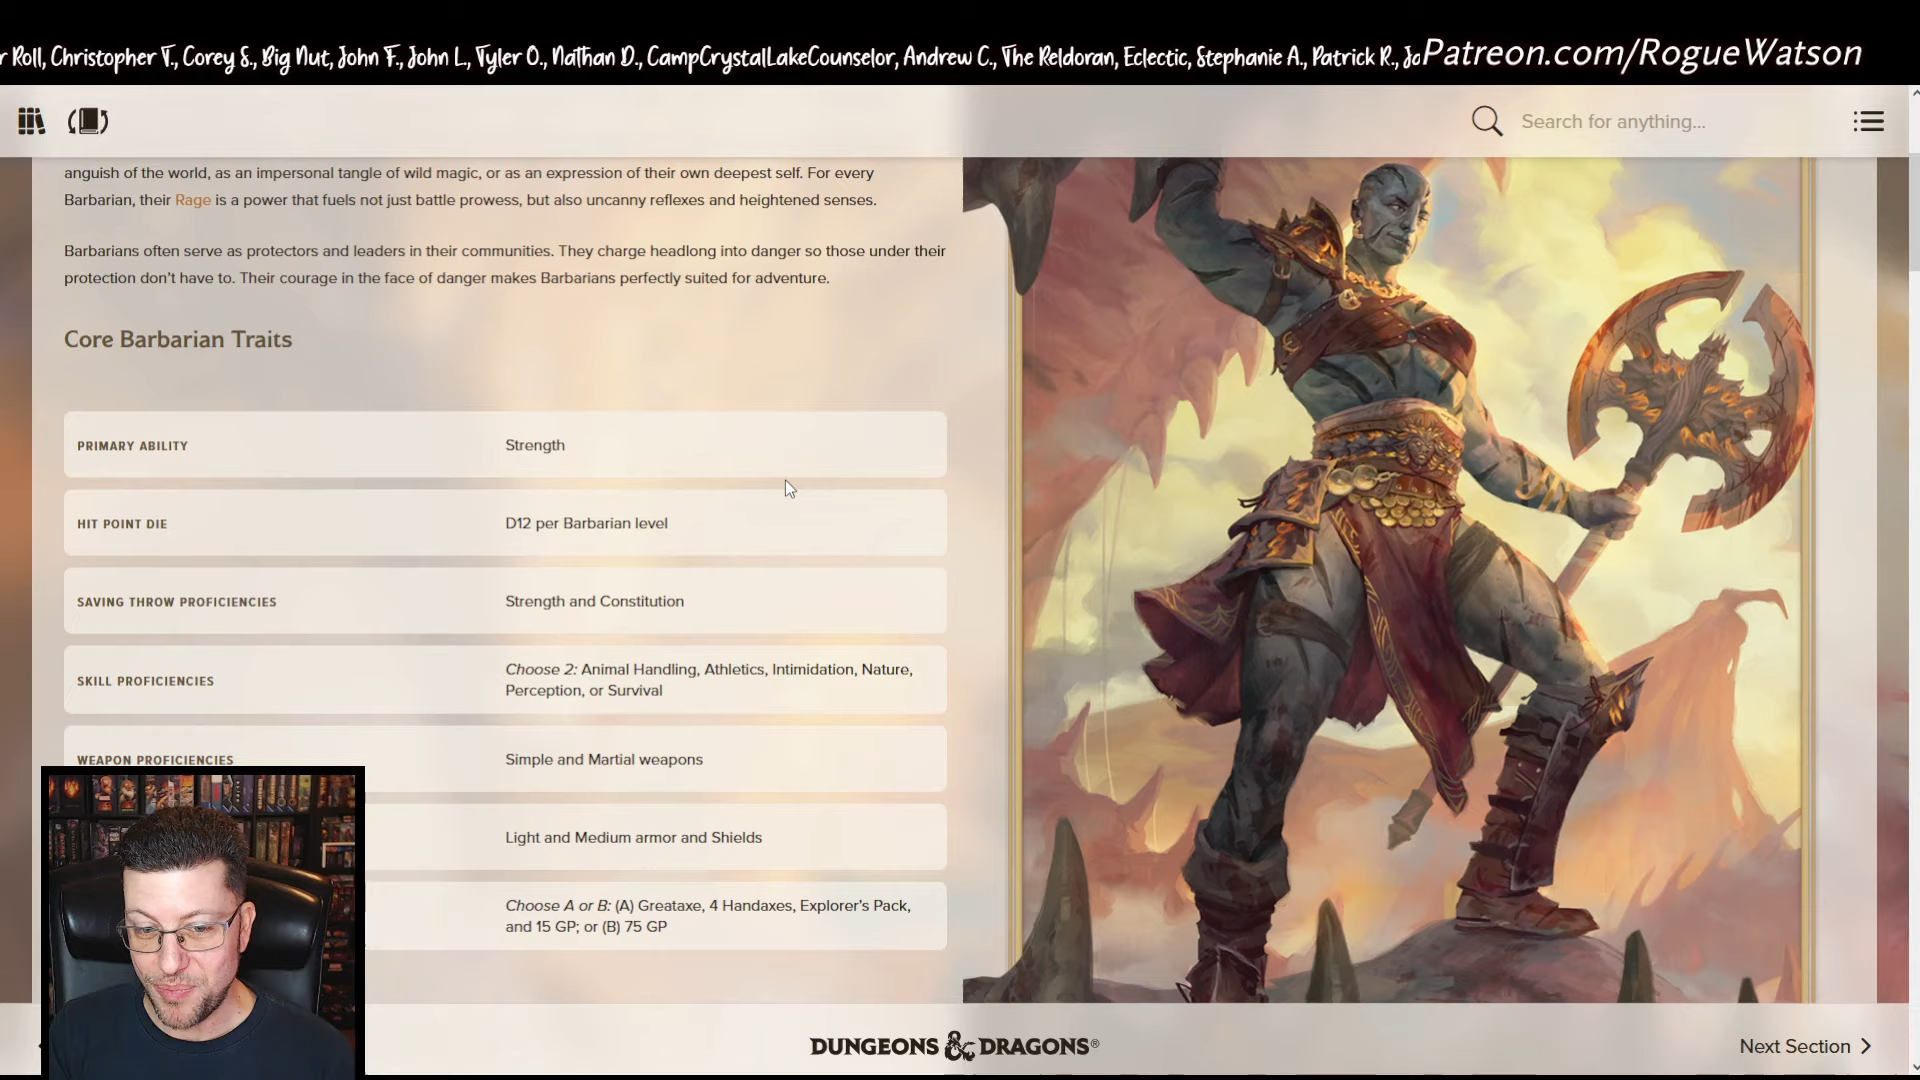 r Roll, Christopher T., Corey S., Big Nut, John F., John L., Tyler O., Nathan D., CampCrystalLakeCounselor, Andrew C., The Reldoran, Eclectic, Stephanie A., Patrick R., Jo
Patreon.com/RogueWatson
Search for anything...
anguish of the world, as an impersonal tangle of wild magic, or as an expression of their own deepest self. For every
Barbarian, their Rage is a power that fuels not just battle prowess, but also uncanny reflexes and heightened senses.
Barbarians often serve as protectors and leaders in their communities. They charge headlong into danger so those under their
protection don't have to. Their courage in the face of danger makes Barbarians perfectly suited for adventure.
Core Barbarian Traits
PRIMARY ABILITY Strength
HIT POINT DIE D12 per Barbarian level
SAVING THROW PROFICIENCIES Strength and Constitution
SKILL PROFICIENCIES Choose 2: Animal Handling, Athletics, Intimidation, Nature,
Perception, or Survival
WEAPON PROFICIENCIES Simple and Martial weapons
Light and Medium armor and Shields
Choose A or B: (A) Greataxe, 4 Handaxes, Explorer's Pack,
and 15 GP; or (B) 75 GP
DUNGEONS & DRAGONS®
Next Section